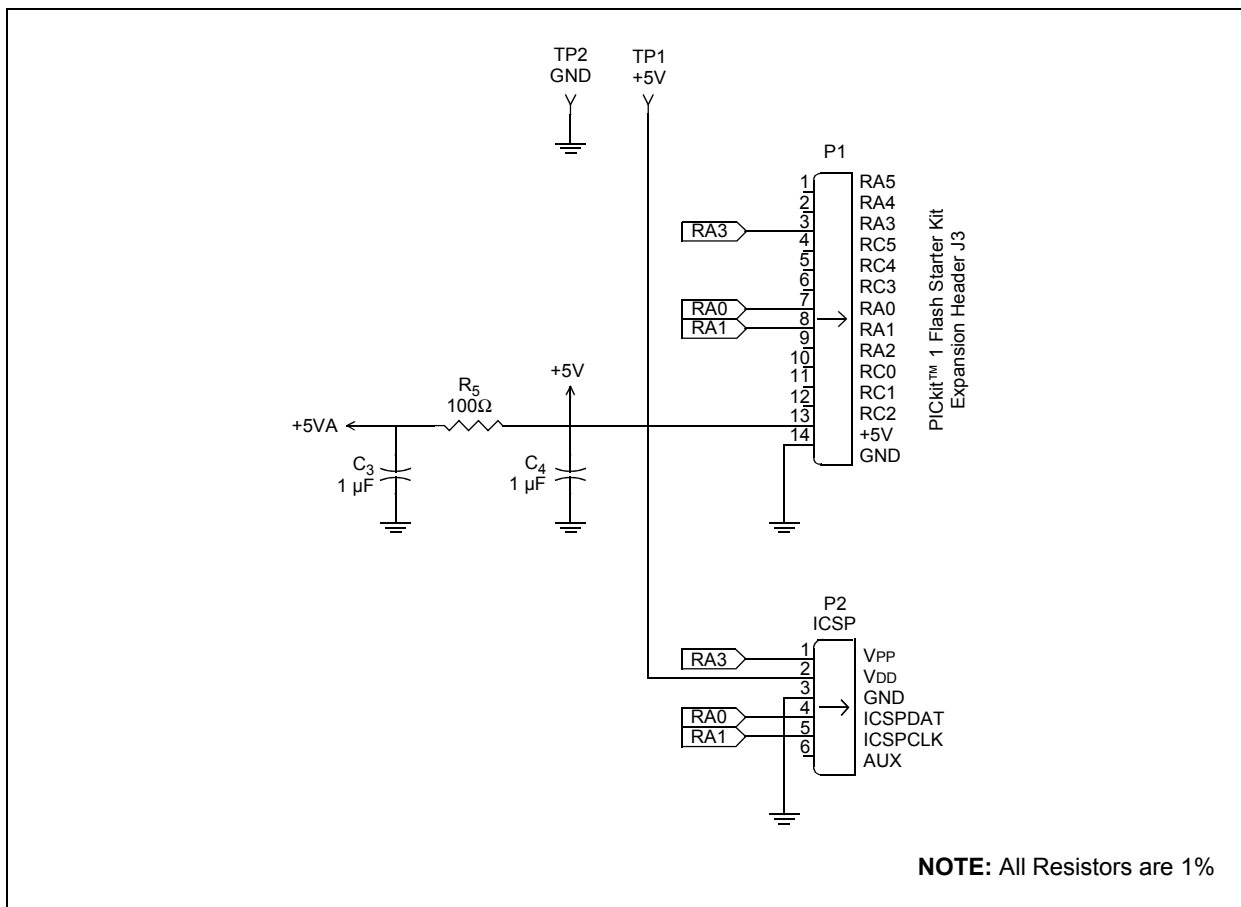 TP2
GND
TP1
+5V
P1
1 RA5
2 RA4
RA3 3 RA3
4 RC5
5 RC4
6 RC3
RA0 7 RA0
RA1 8 RA1
9 RA2
10 RC0
11 RC1
12 RC2
13 +5V
14 GND
PICkit™ 1 Flash Starter Kit
Expansion Header J3
+5V
R5
100Ω
+5VA
C3
1 µF
C4
1 µF
P2
ICSP
RA3 1 VPP
2 VDD
3 GND
RA0 4 ICSPDAT
RA1 5 ICSPCLK
6 AUX
NOTE: All Resistors are 1%